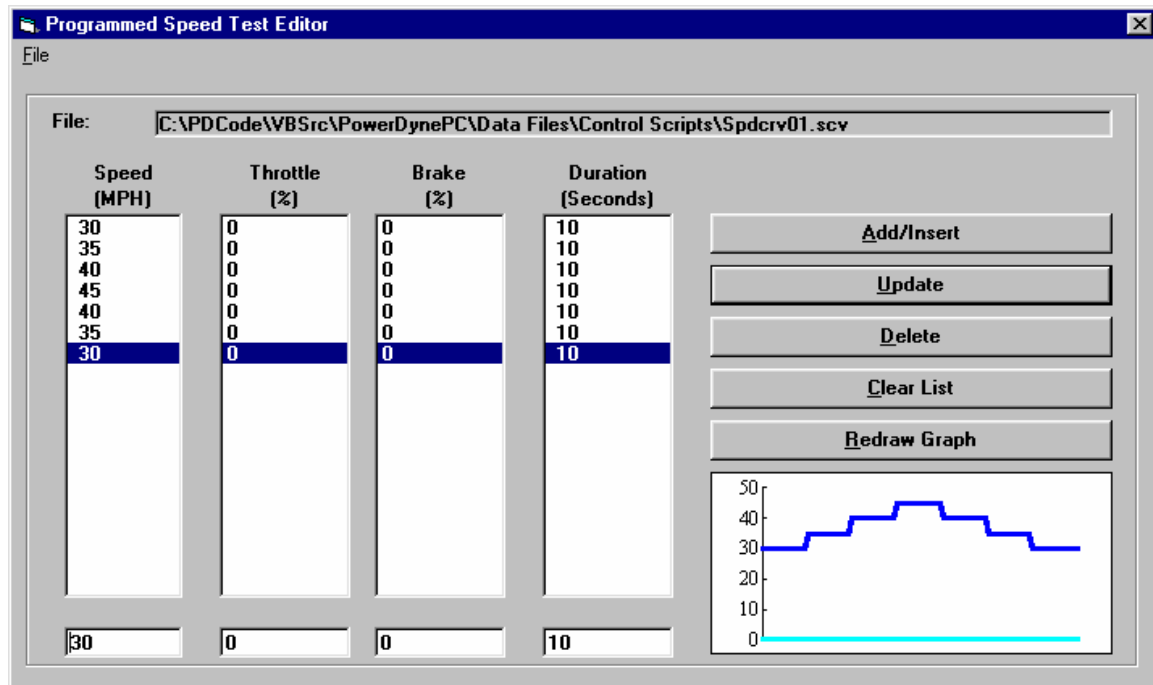 Programmed Speed Test Editor
File
File: C:\PDCode\VBSrc\PowerDynePC\Data Files\Control Scripts\Spdcrv01.scv
Speed Throttle Brake Duration
(MPH) (%) (%) (Seconds)
30 0 0 10
35 0 0 10
40 0 0 10
45 0 0 10
40 0 0 10
35 0 0 10
30 0 0 10
30 0 0 10
Add/Insert
Update
Delete
Clear List
Redraw Graph
50
40
30
20
10
0